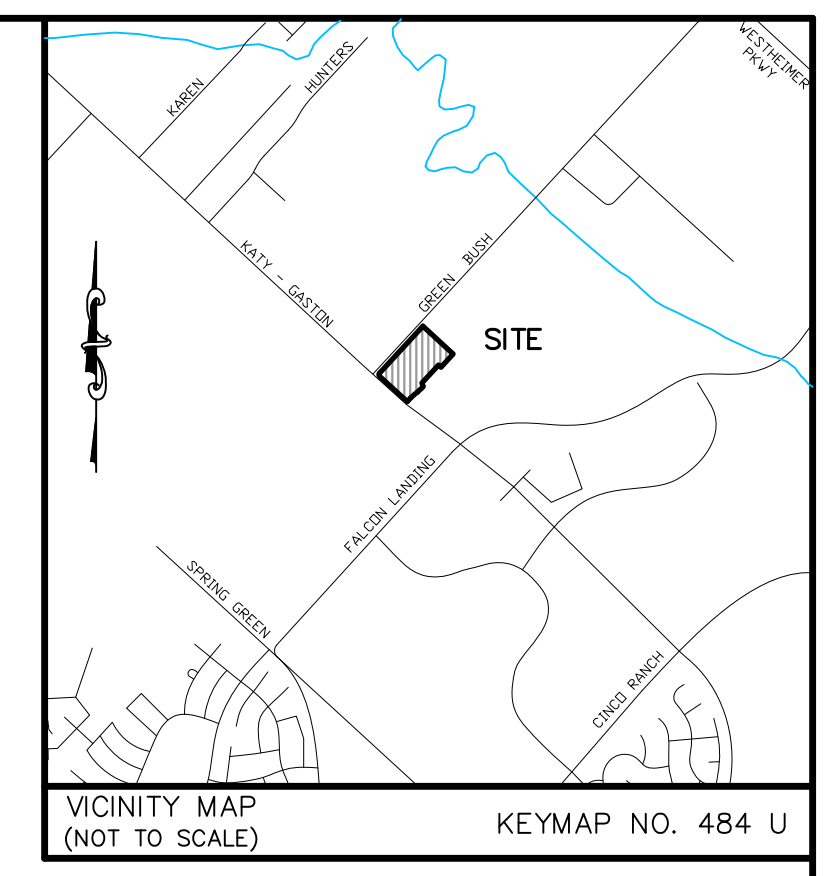 WESTHEIMER
PKWY
KAREN
HUNTERS
KATY - GASTON
GREEN BUSH
SITE
FALCON LANDING
SPRING GREEN
CINCO RANCH
VICINITY MAP
(NOT TO SCALE)
KEYMAP NO. 484 U